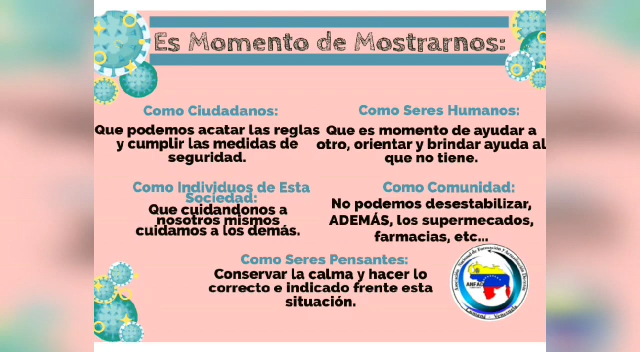 Es Momento de Mostrarnos:
Como Ciudadanos:
Que podemos acatar las reglas
y cumplir las medidas de
seguridad.
Como Seres Humanos:
Que es momento de ayudar a
otro, orientar y brindar ayuda al
que no tiene.
Como Individuos de Esta
Sociedad:
Que cuidandonos a
nosotros mismos
cuidamos a los demás.
Como Comunidad:
No podemos desestabilizar,
ADEMÁS, los supermecados,
farmacias, etc...
Como Seres Pensantes:
Conservar la calma y hacer lo
correcto e indicado frente esta
situación.